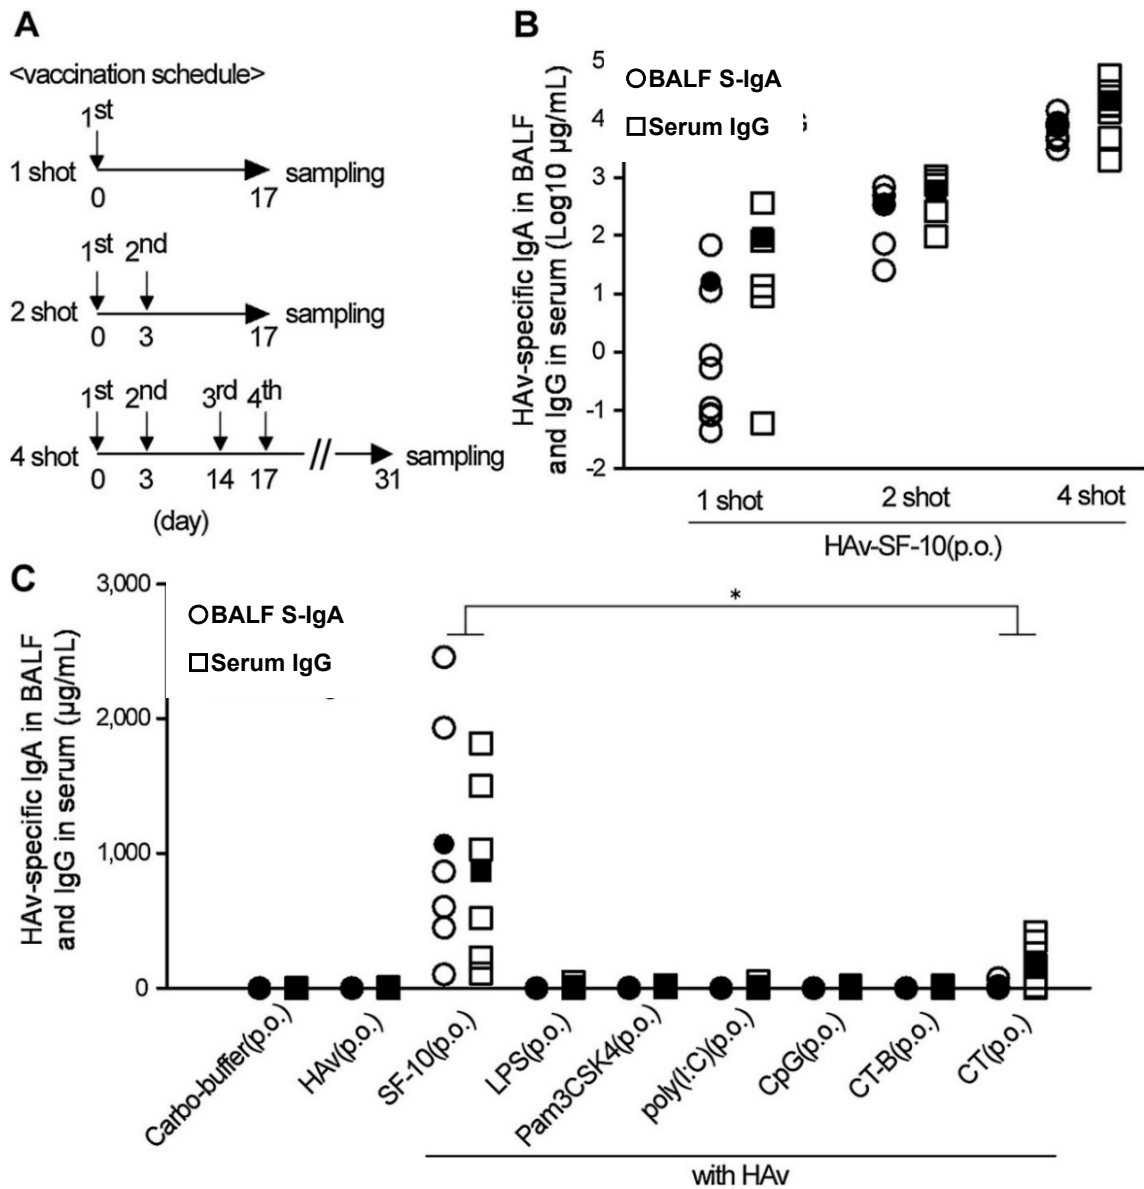 A
<vaccination schedule>
1st
1 shot
sampling
0
17
1st 2nd
2 shot
sampling
0
3
17
1st 2nd 3rd 4th
4 shot
sampling
0
3
14
17
31
(day)
B
HAv-specific IgA in BALF
and IgG in serum (Log10 µg/mL)
5
4
3
2
1
0
-1
-2
BALF S-IgA
Serum IgG
1 shot
2 shot
4 shot
HAv-SF-10(p.o.)
C
HAv-specific IgA in BALF
and IgG in serum (µg/mL)
3,000
2,000
1,000
0
BALF S-IgA
Serum IgG
*
Carbo-buffer(p.o.)
HAv(p.o.)
SF-10(p.o.)
LPS(p.o.)
Pam3CSK4(p.o.)
poly(I:C)(p.o.)
CpG(p.o.)
CT-B(p.o.)
CT(p.o.)
with HAv